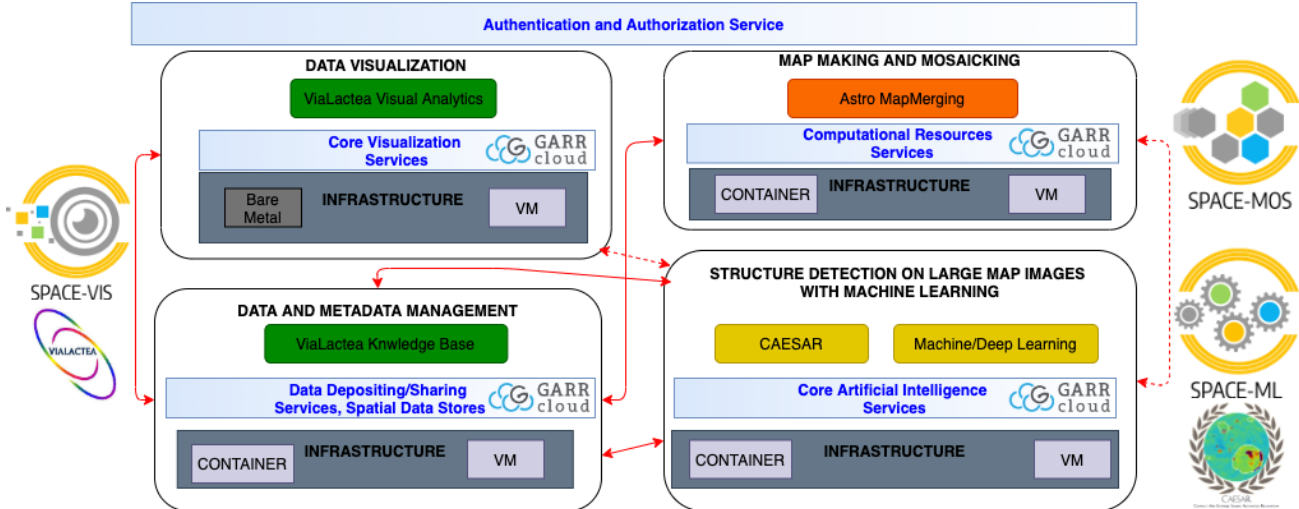 Authentication and Authorization Service
DATA VISUALIZATION
ViaLactea Visual Analytics
Core Visualization
Services
GARR
cloud
Bare
Metal
INFRASTRUCTURE
VM
MAP MAKING AND MOSAICKING
Astro MapMerging
Computational Resources
Services
GARR
cloud
CONTAINER
INFRASTRUCTURE
VM
SPACE-VIS
VIALACTEA
SPACE-MOS
DATA AND METADATA MANAGEMENT
ViaLactea Knwledge Base
Data Depositing/Sharing
Services, Spatial Data Stores
GARR
cloud
CONTAINER
INFRASTRUCTURE
VM
STRUCTURE DETECTION ON LARGE MAP IMAGES
WITH MACHINE LEARNING
CAESAR
Machine/Deep Learning
Core Artificial Intelligence
Services
GARR
cloud
CONTAINER
INFRASTRUCTURE
VM
SPACE-ML
CAESAR